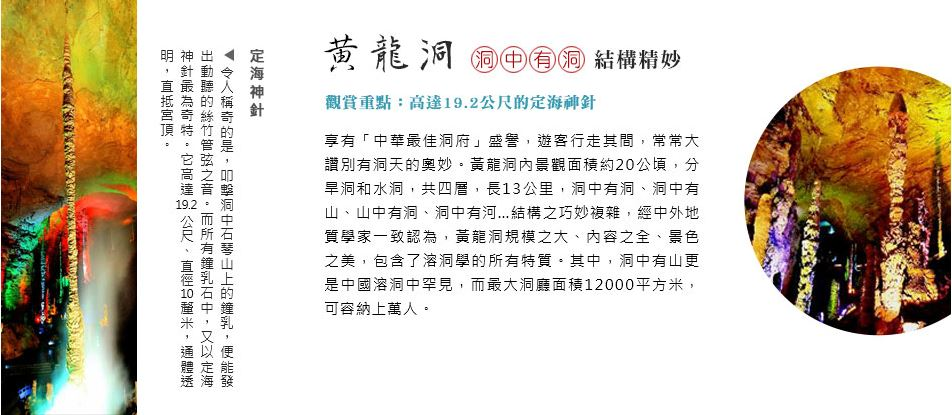 定海神針
◀令人稱奇的是，叩擊洞中石琴山上的鐘乳，便能發
出動聽的絲竹管弦之音。而所有鐘乳石中，又以定海
神針最為奇特。它高達19.2公尺、直徑10釐米，通體透
明，直抵宮頂。
黃龍洞 洞中有洞 結構精妙
觀賞重點：高達19.2公尺的定海神針
享有「中華最佳洞府」盛譽，遊客行走其間，常常大
讚別有洞天的奧妙。黃龍洞內景觀面積約20公頃，分
旱洞和水洞，共四層，長13公里，洞中有洞、洞中有
山、山中有洞、洞中有河...結構之巧妙複雜，經中外地
質學家一致認為，黃龍洞規模之大、內容之全、景色
之美，包含了溶洞學的所有特質。其中，洞中有山更
是中國溶洞中罕見，而最大洞廳面積12000平方米，
可容納上萬人。